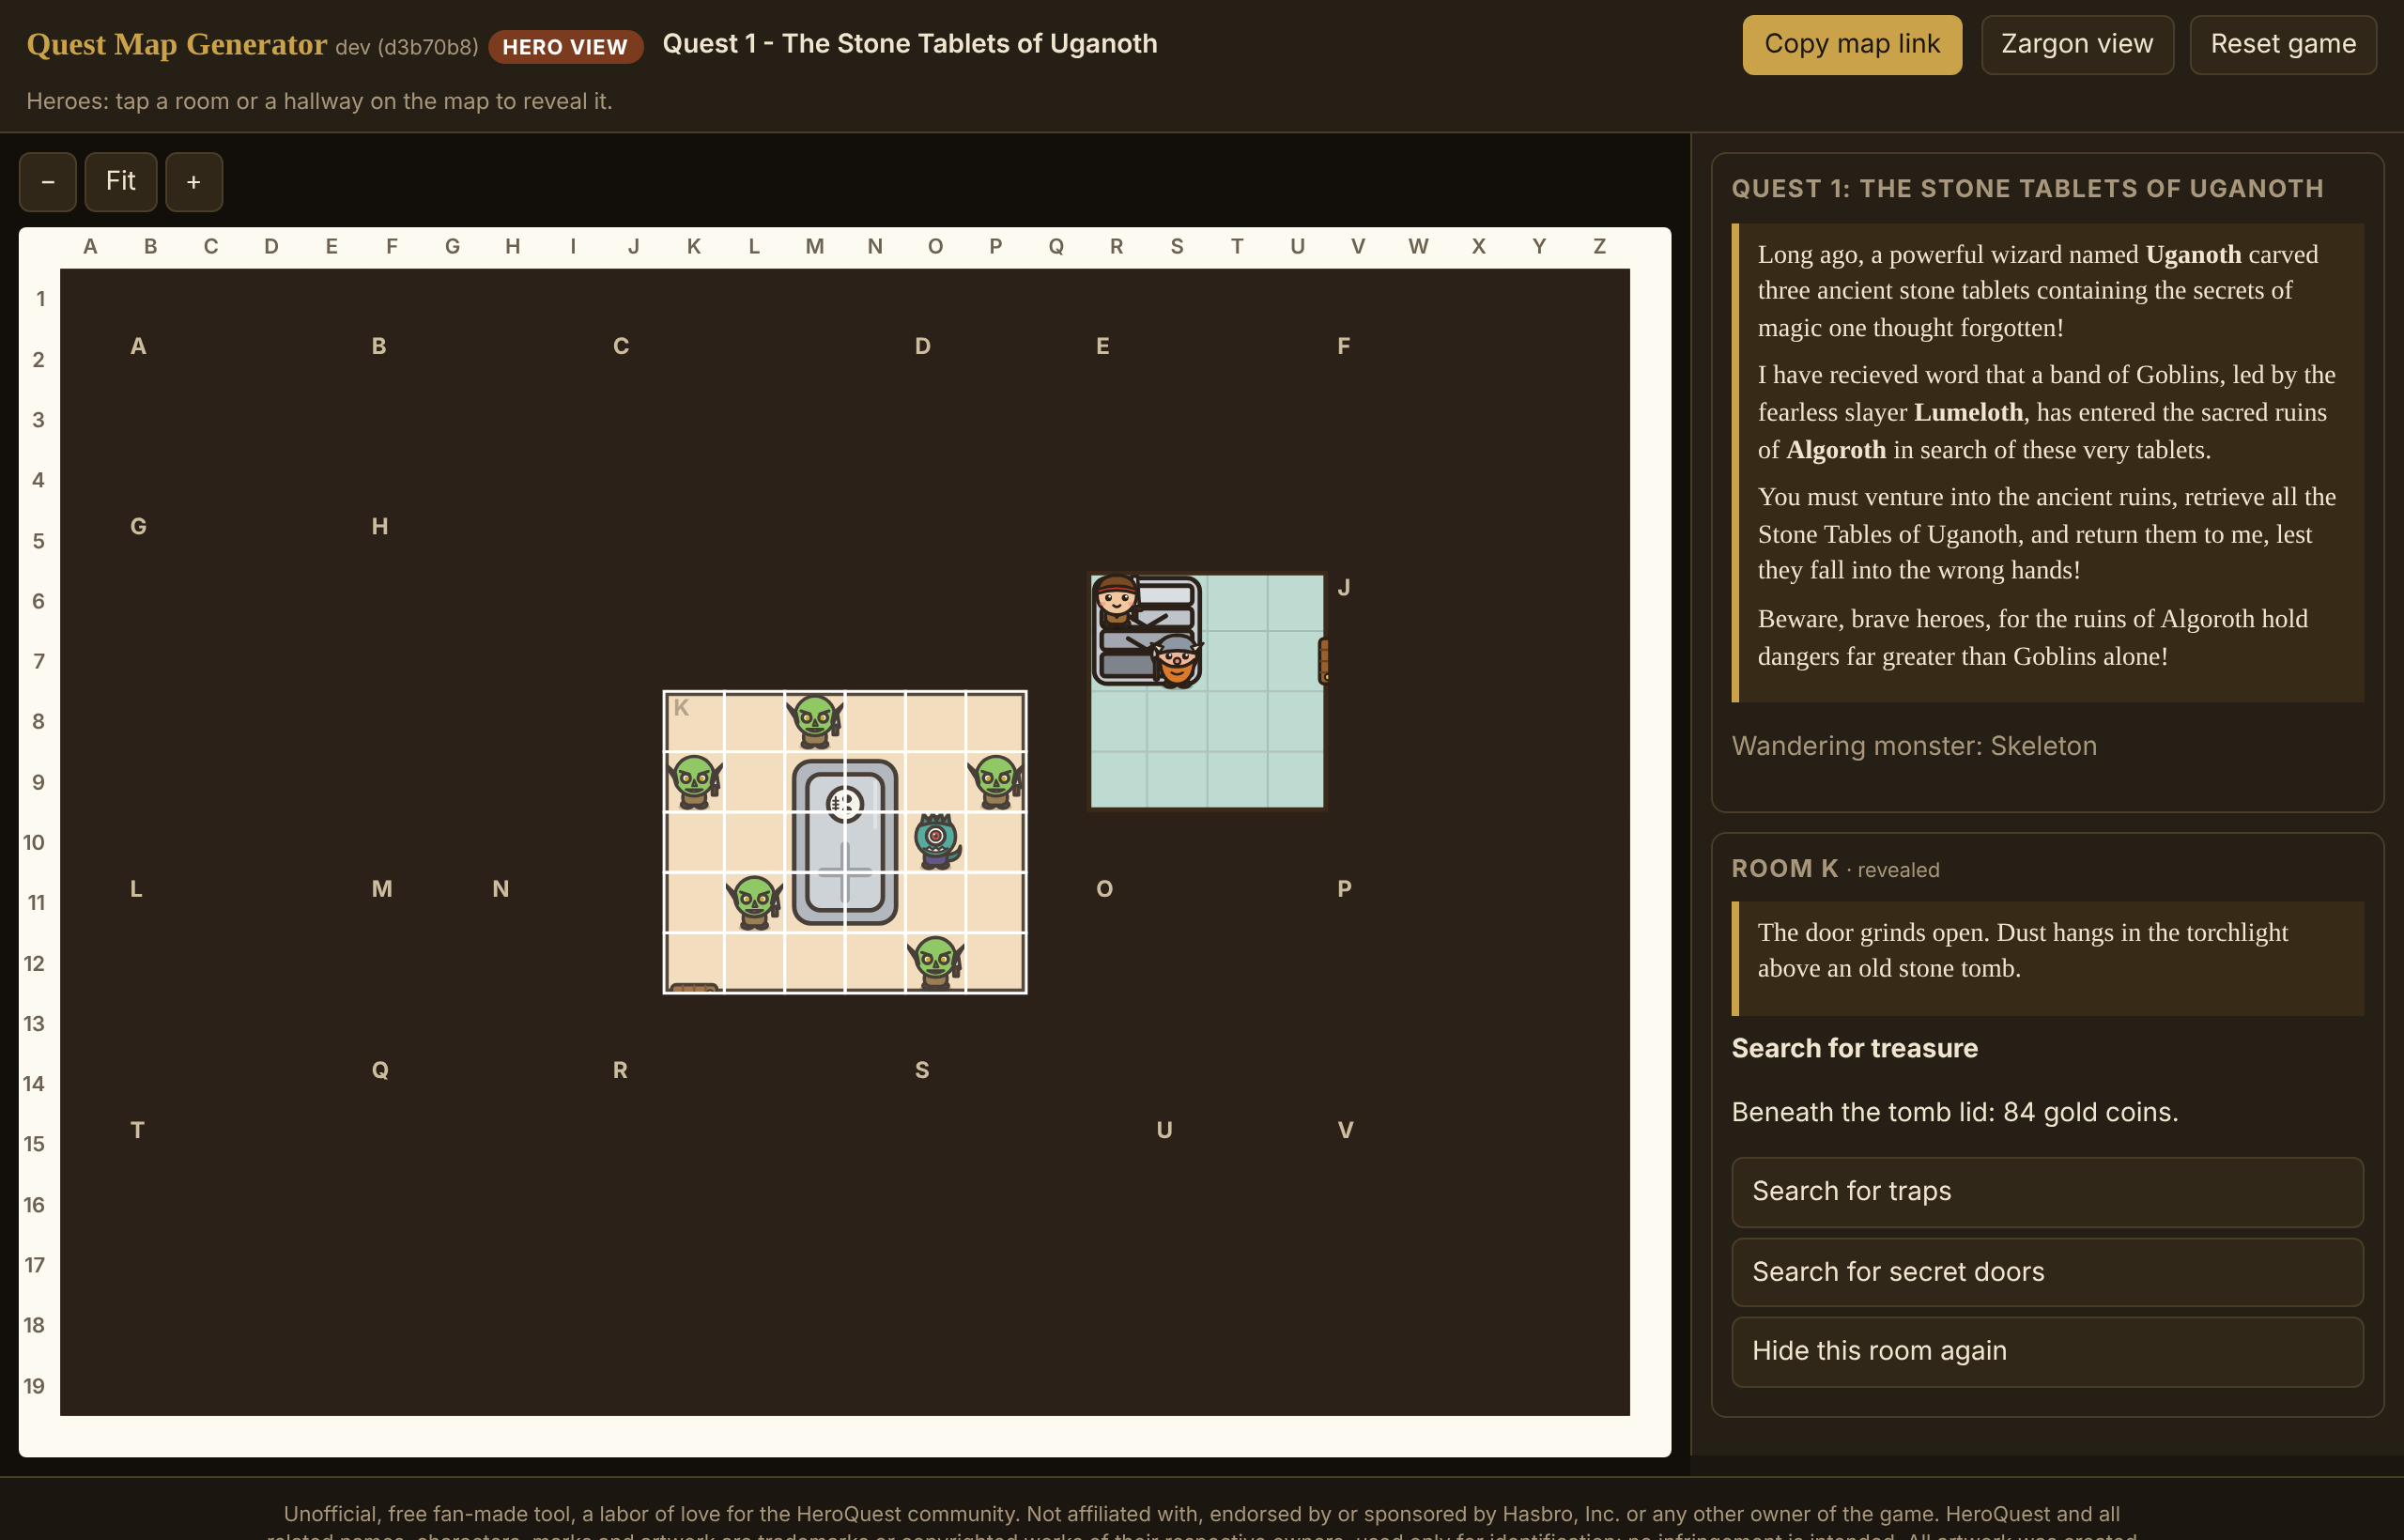 Quest Map Generator dev (d3b70b8) HERO VIEW Quest 1 - The Stone Tablets of Uganoth
Copy map link Zargon view Reset game
Heroes: tap a room or a hallway on the map to reveal it.
− Fit +
A B C D E F G H I J K L M N O P Q R S T U V W X Y Z
1
A B C D E F
2
3
4
G H
5
6
J
7
K
8
9
10
L M N O P
11
12
13
Q R S
14
T U V
15
16
17
18
19
QUEST 1: THE STONE TABLETS OF UGANOTH
Long ago, a powerful wizard named Uganoth carved
three ancient stone tablets containing the secrets of
magic one thought forgotten!
I have recieved word that a band of Goblins, led by the
fearless slayer Lumeloth, has entered the sacred ruins
of Algoroth in search of these very tablets.
You must venture into the ancient ruins, retrieve all the
Stone Tables of Uganoth, and return them to me, lest
they fall into the wrong hands!
Beware, brave heroes, for the ruins of Algoroth hold
dangers far greater than Goblins alone!
Wandering monster: Skeleton
ROOM K · revealed
The door grinds open. Dust hangs in the torchlight
above an old stone tomb.
Search for treasure
Beneath the tomb lid: 84 gold coins.
Search for traps
Search for secret doors
Hide this room again
Unofficial, free fan-made tool, a labor of love for the HeroQuest community. Not affiliated with, endorsed by or sponsored by Hasbro, Inc. or any other owner of the game. HeroQuest and all